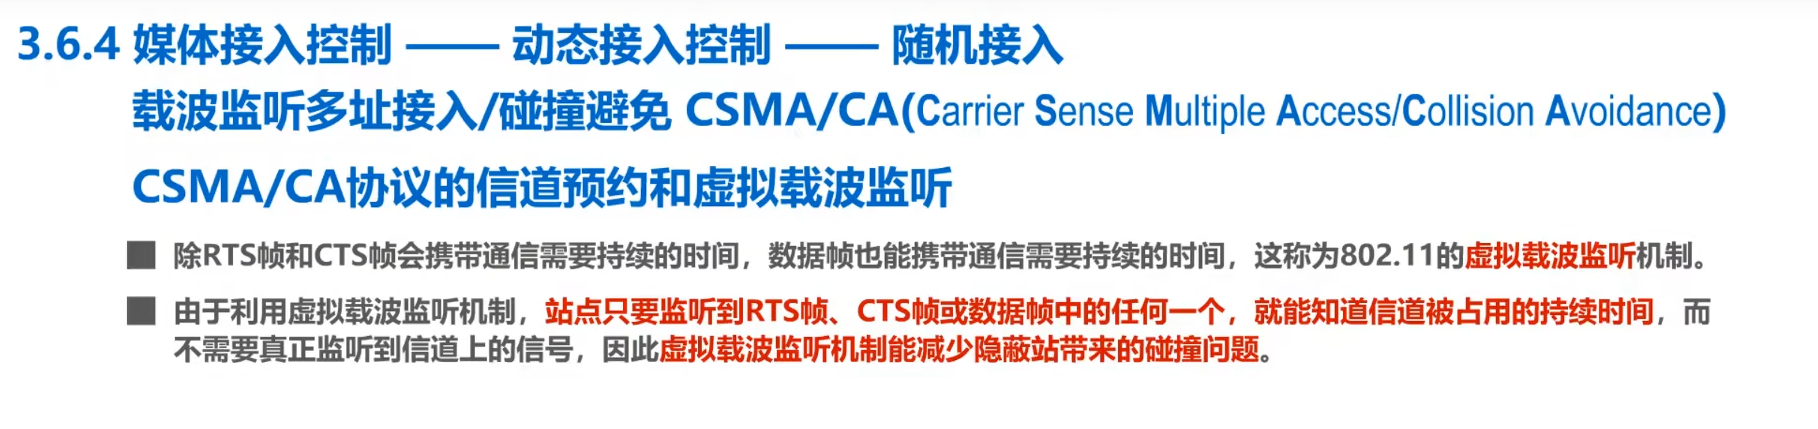 3.6.4 媒体接入控制 —— 动态接入控制 —— 随机接入
载波监听多址接入/碰撞避免 CSMA/CA(Carrier Sense Multiple Access/Collision Avoidance)
CSMA/CA协议的信道预约和虚拟载波监听
■ 除RTS帧和CTS帧会携带通信需要持续的时间，数据帧也能携带通信需要持续的时间，这称为802.11的虚拟载波监听机制。
■ 由于利用虚拟载波监听机制，站点只要监听到RTS帧、CTS帧或数据帧中的任何一个，就能知道信道被占用的持续时间，而
不需要真正监听到信道上的信号，因此虚拟载波监听机制能减少隐蔽站带来的碰撞问题。